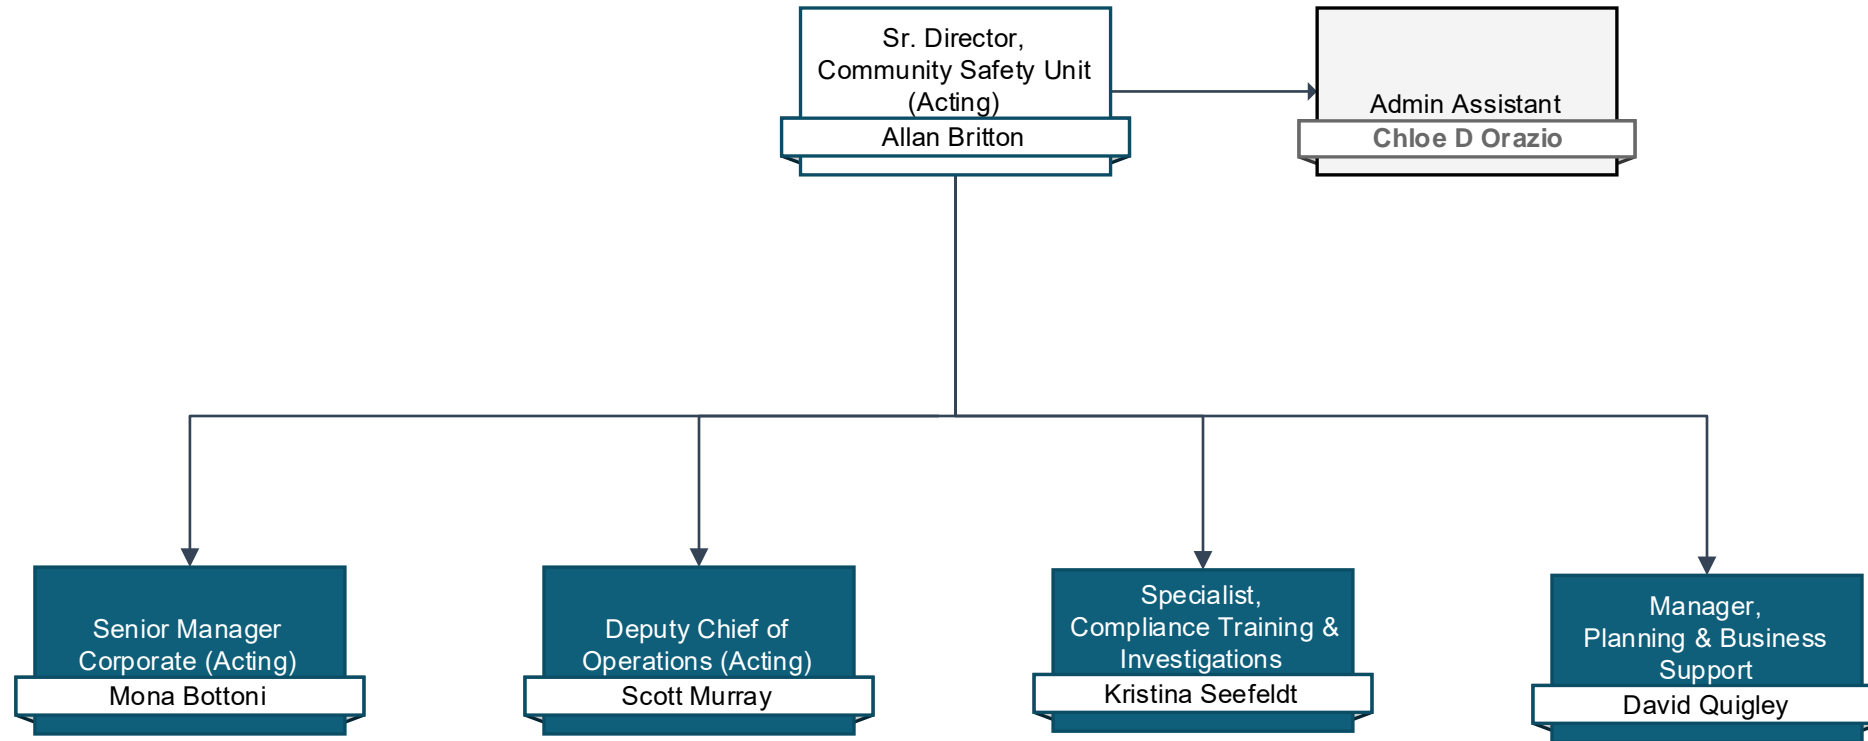 Sr. Director,
Community Safety Unit
(Acting)
Allan Britton
Admin Assistant
Chloe D Orazio
Senior Manager
Corporate (Acting)
Mona Bottoni
Deputy Chief of
Operations (Acting)
Scott Murray
Specialist,
Compliance Training &
Investigations
Kristina Seefeldt
Manager,
Planning & Business
Support
David Quigley